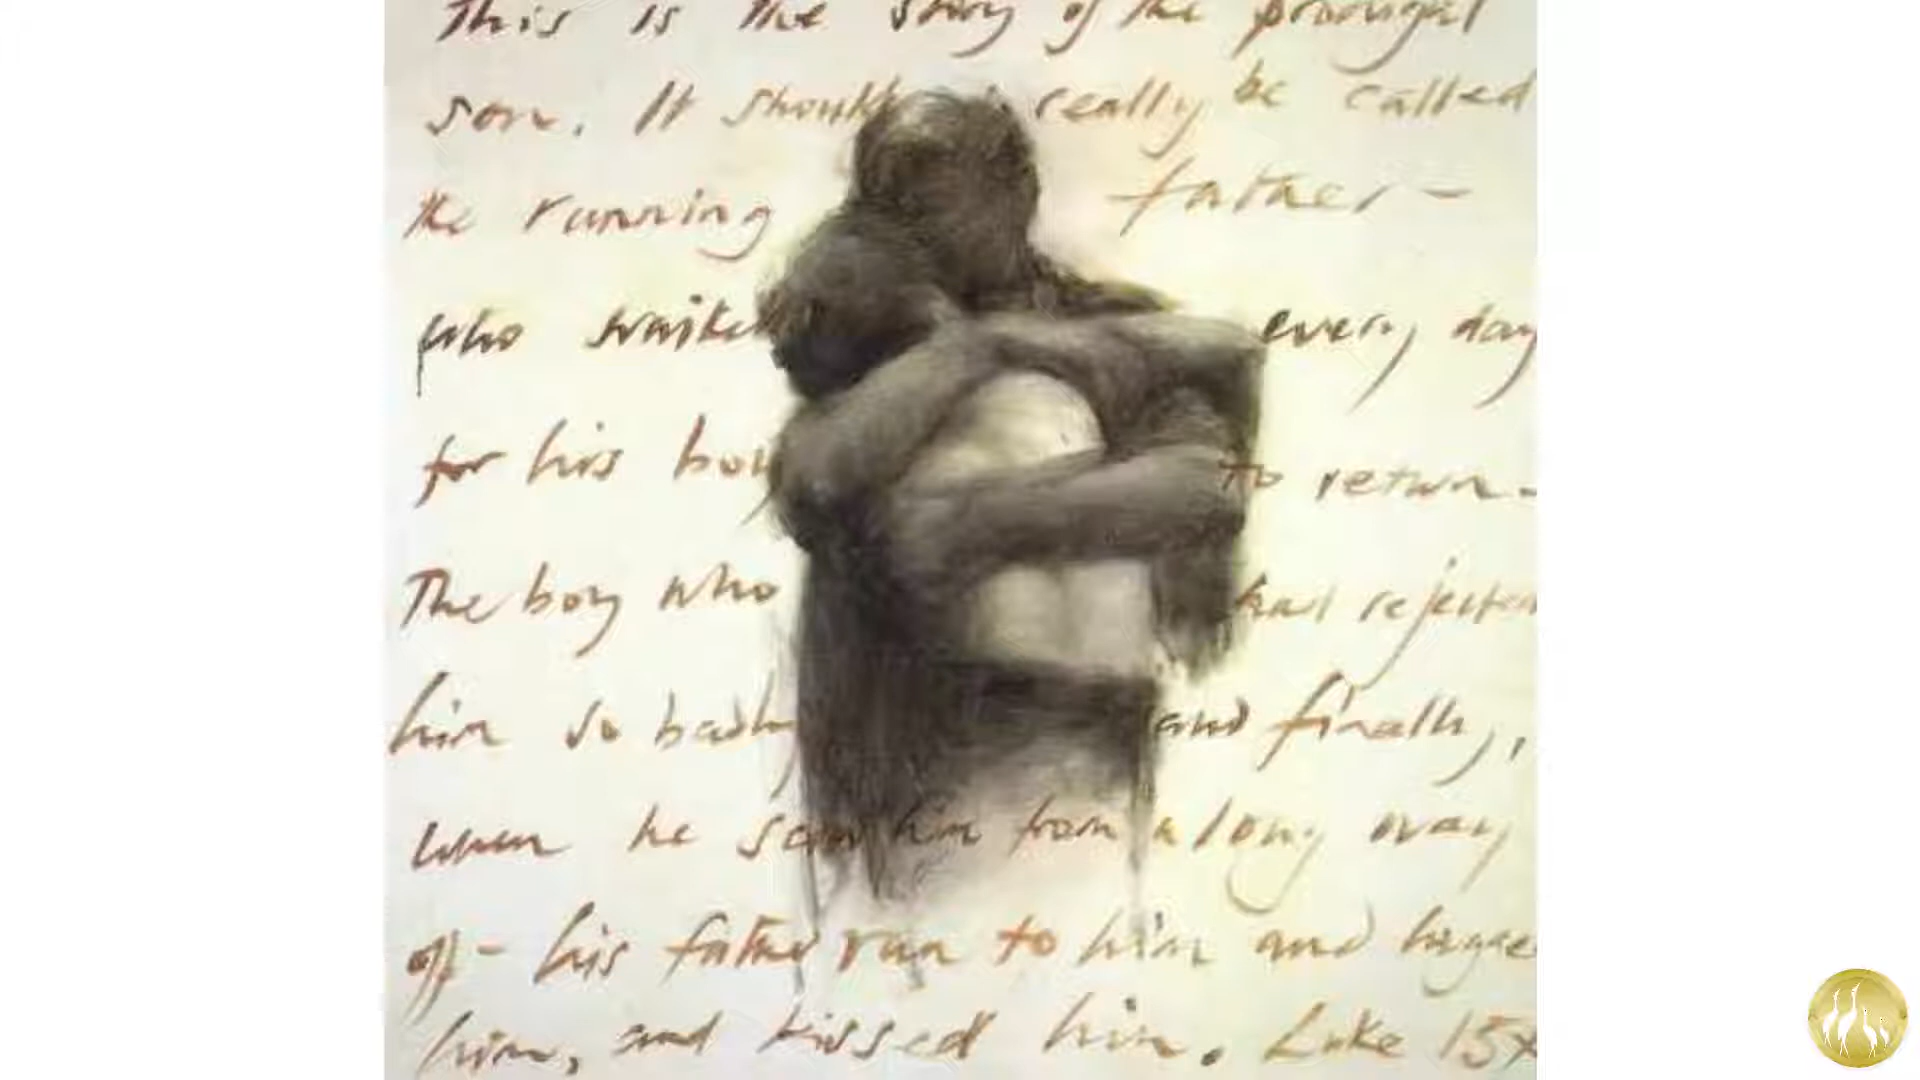 This is the story of the prodigal
son. It should really be called
the running father –
who waited every day
for his boy to return –
The boy who had rejected
him so badly and finally,
when he saw him from a long way
off – his father ran to him and hugge
him, and kissed him. Luke 15